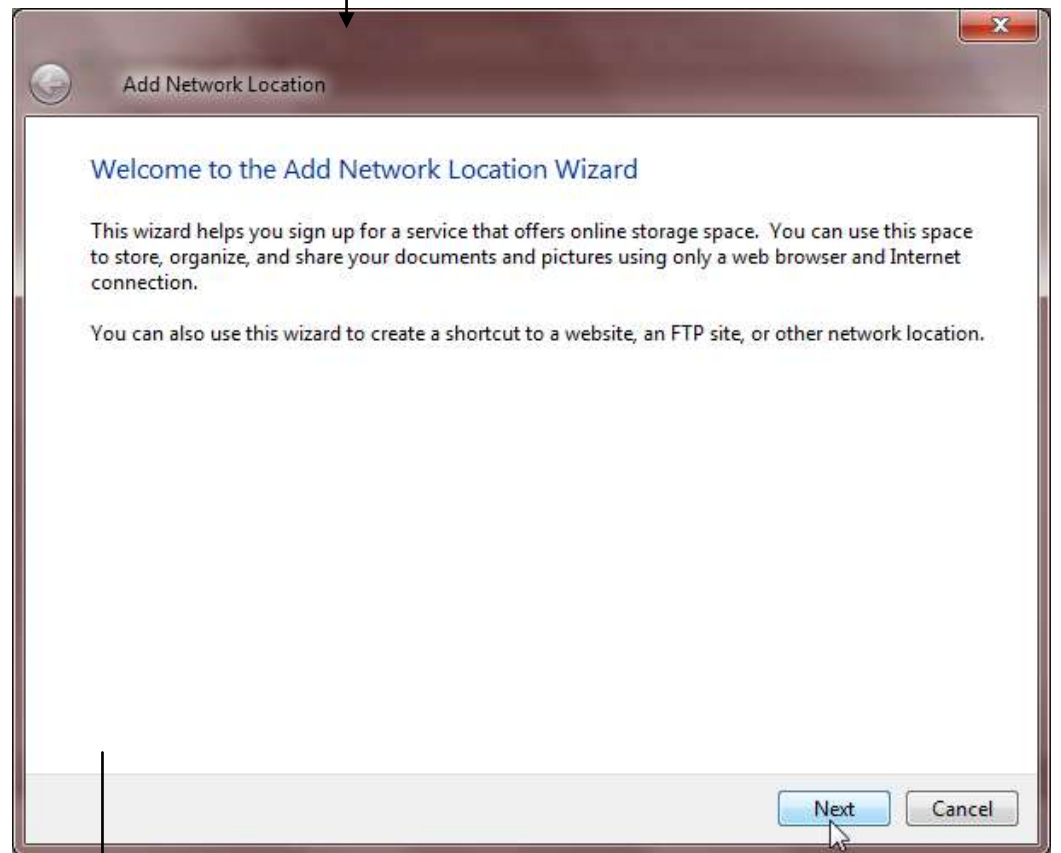 Add Network Location
Welcome to the Add Network Location Wizard
This wizard helps you sign up for a service that offers online storage space.  You can use this space
to store, organize, and share your documents and pictures using only a web browser and Internet
connection.
You can also use this wizard to create a shortcut to a website, an FTP site, or other network location.
Next
Cancel